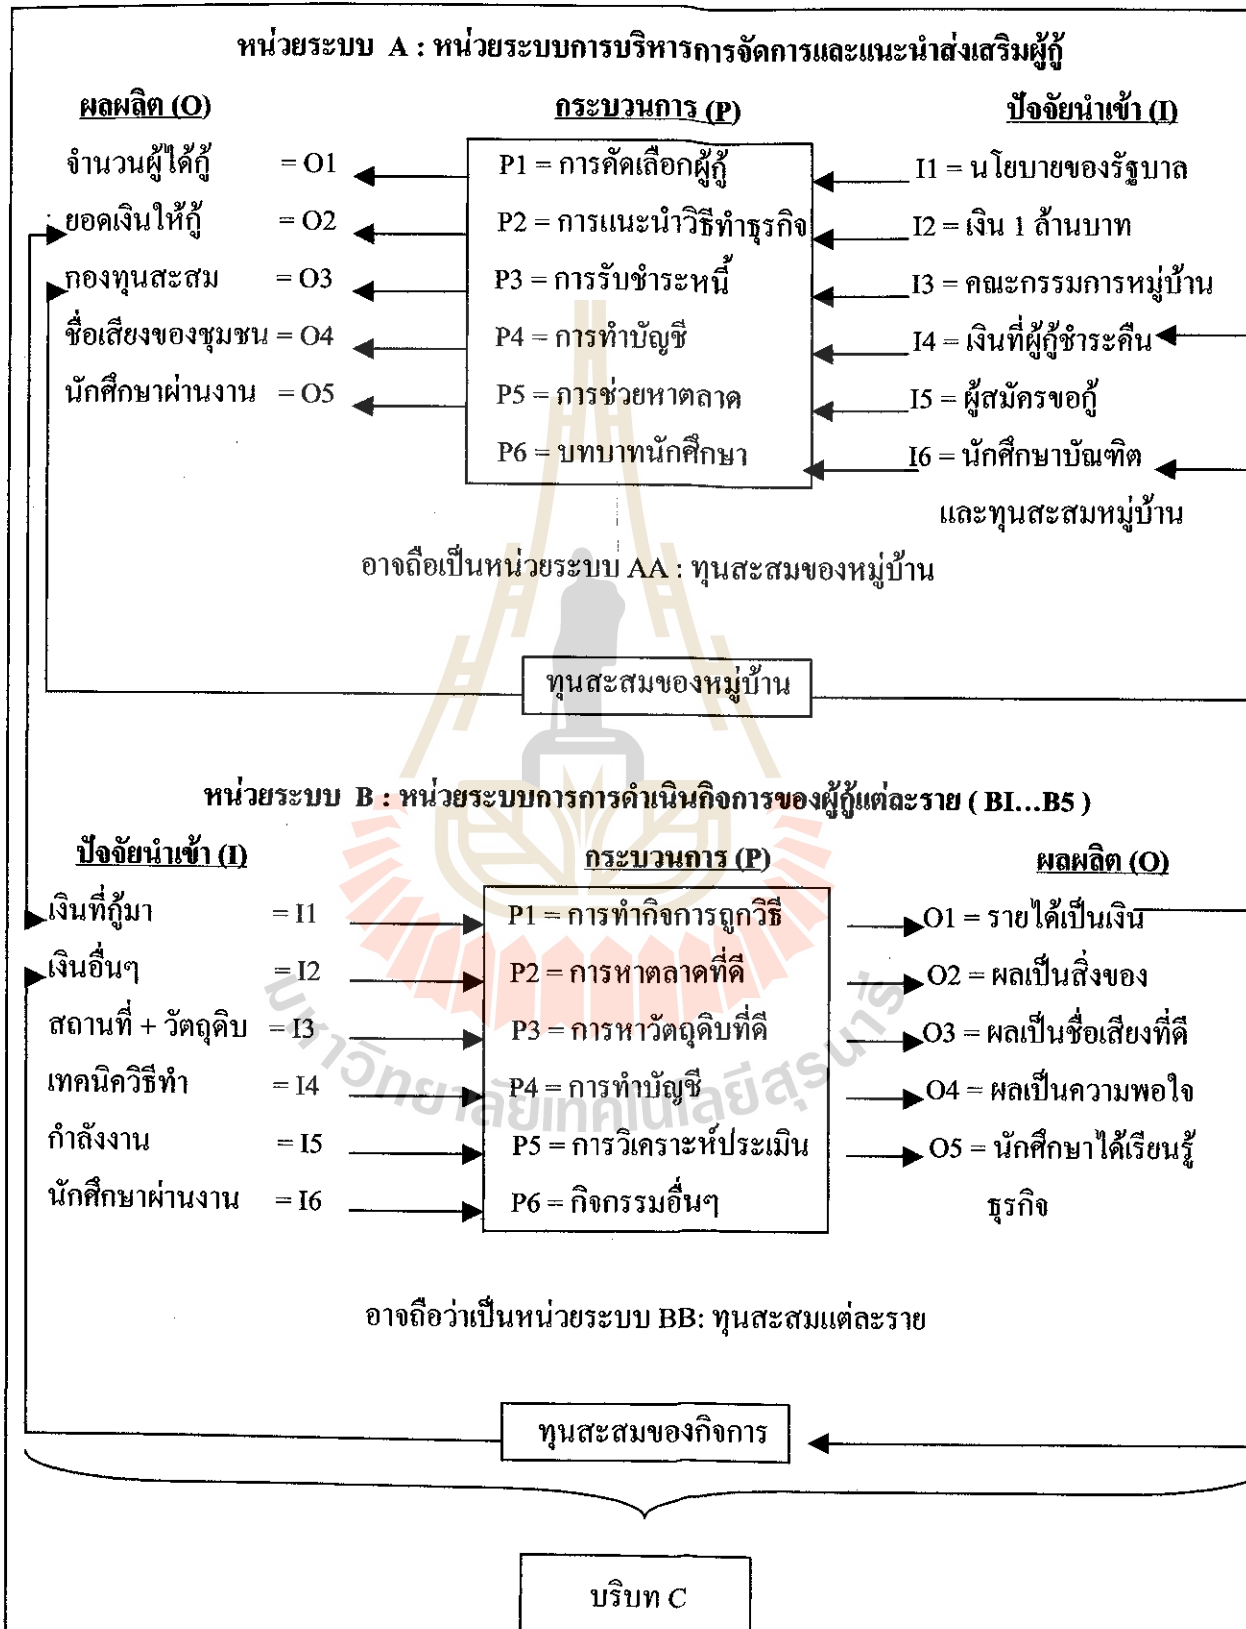 หน่วยระบบ A : หน่วยระบบการบริหารการจัดการและแนะนำส่งเสริมผู้กู้
ผลผลิต (O) กระบวนการ (P) ปัจจัยนำเข้า (I)
จำนวนผู้ได้กู้ = O1 P1 = การคัดเลือกผู้กู้ I1 = นโยบายของรัฐบาล
ยอดเงินให้กู้ = O2 P2 = การแนะนำวิธีทำธุรกิจ I2 = เงิน 1 ล้านบาท
กองทุนสะสม = O3 P3 = การรับชำระหนี้ I3 = คณะกรรมการหมู่บ้าน
ชื่อเสียงของชุมชน = O4 P4 = การทำบัญชี I4 = เงินที่ผู้กู้ชำระคืน
นักศึกษาผ่านงาน = O5 P5 = การช่วยหาตลาด I5 = ผู้สมัครขอกู้
P6 = บทบาทนักศึกษา I6 = นักศึกษาบัณฑิต
และทุนสะสมหมู่บ้าน
อาจถือเป็นหน่วยระบบ AA : ทุนสะสมของหมู่บ้าน
ทุนสะสมของหมู่บ้าน
หน่วยระบบ B : หน่วยระบบการการดำเนินกิจการของผู้กู้แต่ละราย ( BI...B5 )
ปัจจัยนำเข้า (I) กระบวนการ (P) ผลผลิต (O)
เงินที่กู้มา = I1 P1 = การทำกิจการถูกวิธี O1 = รายได้เป็นเงิน
เงินอื่นๆ = I2 P2 = การหาตลาดที่ดี O2 = ผลเป็นสิ่งของ
สถานที่ + วัตถุดิบ = I3 P3 = การหาวัตถุดิบที่ดี O3 = ผลเป็นชื่อเสียงที่ดี
เทคนิควิธีทำ = I4 P4 = การทำบัญชี O4 = ผลเป็นความพอใจ
กำลังงาน = I5 P5 = การวิเคราะห์ประเมิน O5 = นักศึกษาได้เรียนรู้
นักศึกษาผ่านงาน = I6 P6 = กิจกรรมอื่นๆ ธุรกิจ
มหาวิทยาลัยเทคโนโลยีสุรนารี
อาจถือว่าเป็นหน่วยระบบ BB: ทุนสะสมแต่ละราย
ทุนสะสมของกิจการ
บริบท C